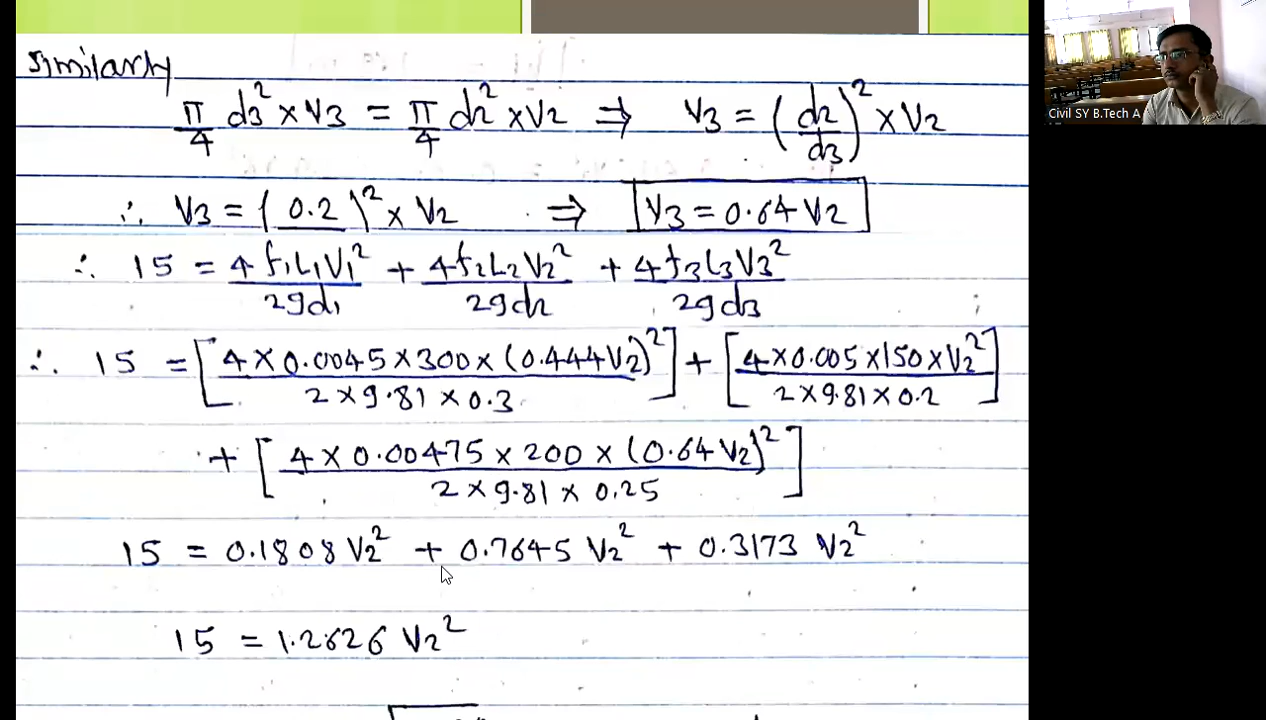 Similarly
π/4 d3² × V3 = π/4 d2² × V2 ⇒ V3 = (d2/d3)² × V2
∴ V3 = (0.2/ )² × V2 ⇒ V3 = 0.64 V2
∴ 15 = 4f1L1V1²/2gd1 + 4f2L2V2²/2gd2 + 4f3L3V3²/2gd3
∴ 15 = [4 × 0.0045 × 300 × (0.444V2)²/2 × 9.81 × 0.3] + [4 × 0.005 × 150 × V2²/2 × 9.81 × 0.2]
+ [4 × 0.00475 × 200 × (0.64 V2)²/2 × 9.81 × 0.25]
15 = 0.1808 V2² + 0.7645 V2² + 0.3173 V2²
15 = 1.2626 V2²
Civil SY B.Tech A